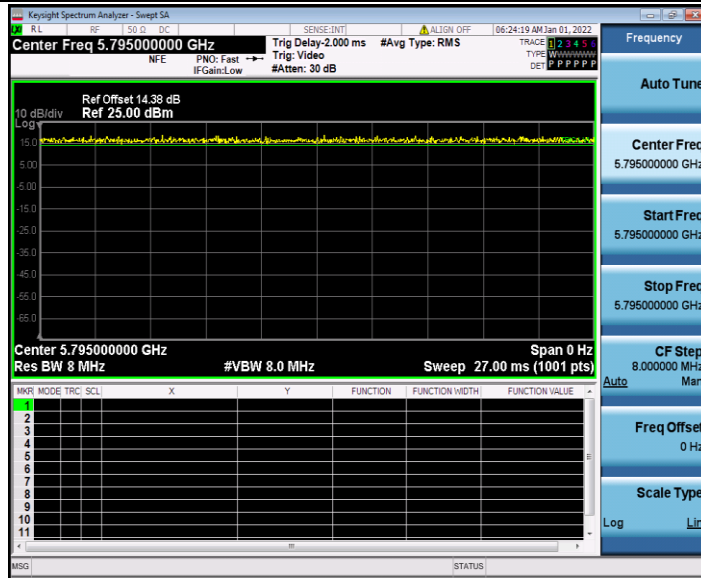 Keysight Spectrum Analyzer - Swept SA
RL RF 50 Ω DC SENSE:INT ALIGN OFF 06:24:19 AM Jan 01, 2022
Center Freq 5.795000000 GHz
NFE
PNO: Fast
IFGain:Low
Trig Delay-2.000 ms
Trig: Video
#Atten: 30 dB
#Avg Type: RMS
TRACE 1 2 3 4 5 6
TYPE WWWWWW
DET P P P P P P
Ref Offset 14.38 dB
10 dB/div Ref 25.00 dBm
Log
15.0
5.00
-5.00
-15.0
-25.0
-35.0
-45.0
-55.0
-65.0
Center 5.795000000 GHz Span 0 Hz
Res BW 8 MHz #VBW 8.0 MHz Sweep 27.00 ms (1001 pts)
MKR MODE TRC SCL X Y FUNCTION FUNCTION WIDTH FUNCTION VALUE
1
2
3
4
5
6
7
8
9
10
11
MSG STATUS
Frequency
Auto Tune
Center Freq
5.795000000 GHz
Start Freq
5.795000000 GHz
Stop Freq
5.795000000 GHz
CF Step
8.000000 MHz
Auto Man
Freq Offset
0 Hz
Scale Type
Log Lin